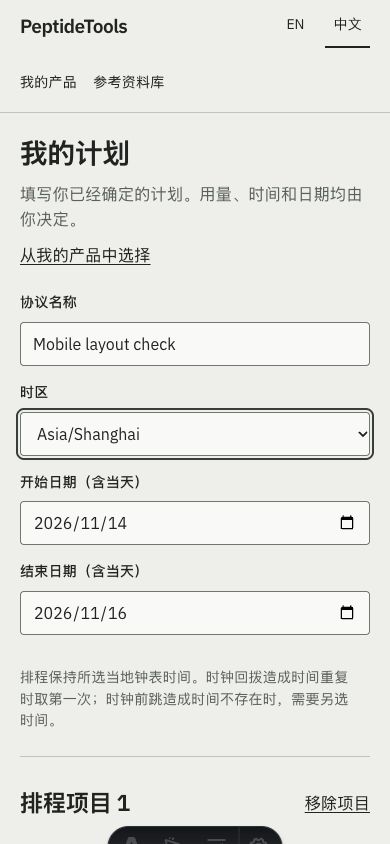 PeptideTools
EN
中文
我的产品
参考资料库
我的计划
填写你已经确定的计划。用量、时间和日期均由
你决定。
从我的产品中选择
协议名称
Mobile layout check
时区
Asia/Shanghai
开始日期（含当天）
2026/11/14
结束日期（含当天）
2026/11/16
排程保持所选当地钟表时间。时钟回拨造成时间重复
时取第一次；时钟前跳造成时间不存在时，需要另选
时间。
排程项目 1
移除项目